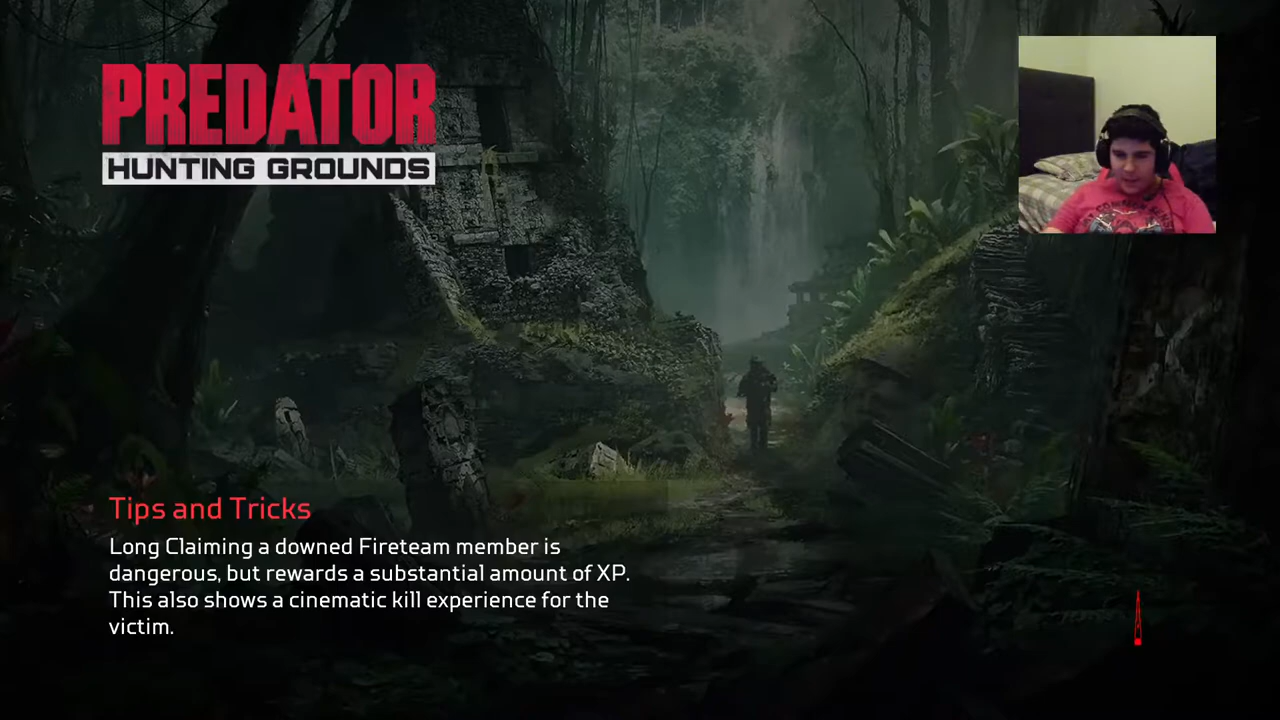 PREDATOR
HUNTING GROUNDS
Tips and Tricks
Long Claiming a downed Fireteam member is
dangerous, but rewards a substantial amount of XP.
This also shows a cinematic kill experience for the
victim.